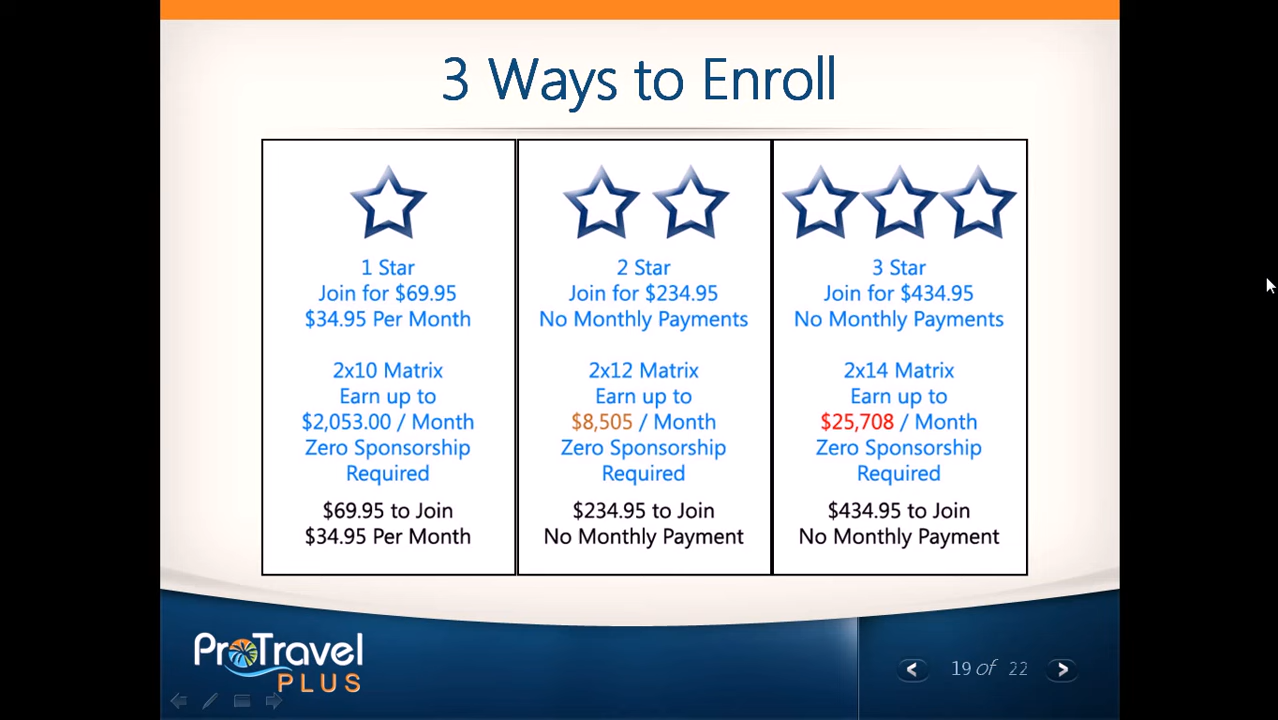 3 Ways to Enroll
1 Star
Join for $69.95
$34.95 Per Month
2x10 Matrix
Earn up to
$2,053.00 / Month
Zero Sponsorship
Required
$69.95 to Join
$34.95 Per Month
2 Star
Join for $234.95
No Monthly Payments
2x12 Matrix
Earn up to
$8,505 / Month
Zero Sponsorship
Required
$234.95 to Join
No Monthly Payment
3 Star
Join for $434.95
No Monthly Payments
2x14 Matrix
Earn up to
$25,708 / Month
Zero Sponsorship
Required
$434.95 to Join
No Monthly Payment
ProTravel
PLUS
19 of 22